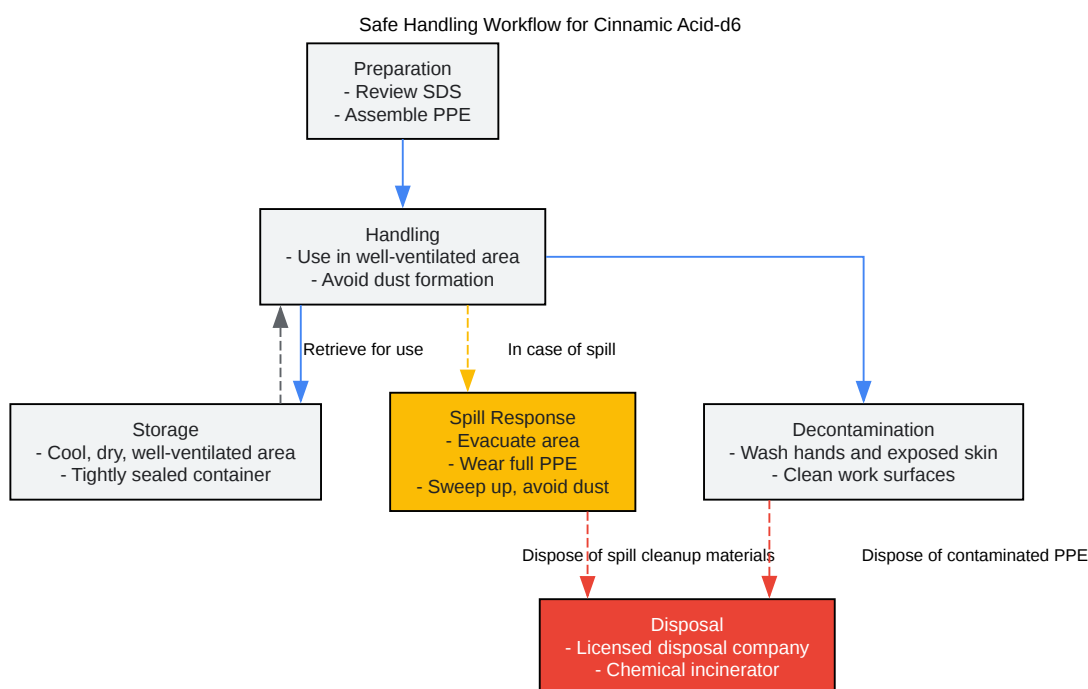 Safe Handling Workflow for Cinnamic Acid-d6
Preparation
- Review SDS
- Assemble PPE
Handling
- Use in well-ventilated area
- Avoid dust formation
Retrieve for use
In case of spill
Storage
- Cool, dry, well-ventilated area
- Tightly sealed container
Spill Response
- Evacuate area
- Wear full PPE
- Sweep up, avoid dust
Decontamination
- Wash hands and exposed skin
- Clean work surfaces
Dispose of spill cleanup materials
Dispose of contaminated PPE
Disposal
- Licensed disposal company
- Chemical incinerator